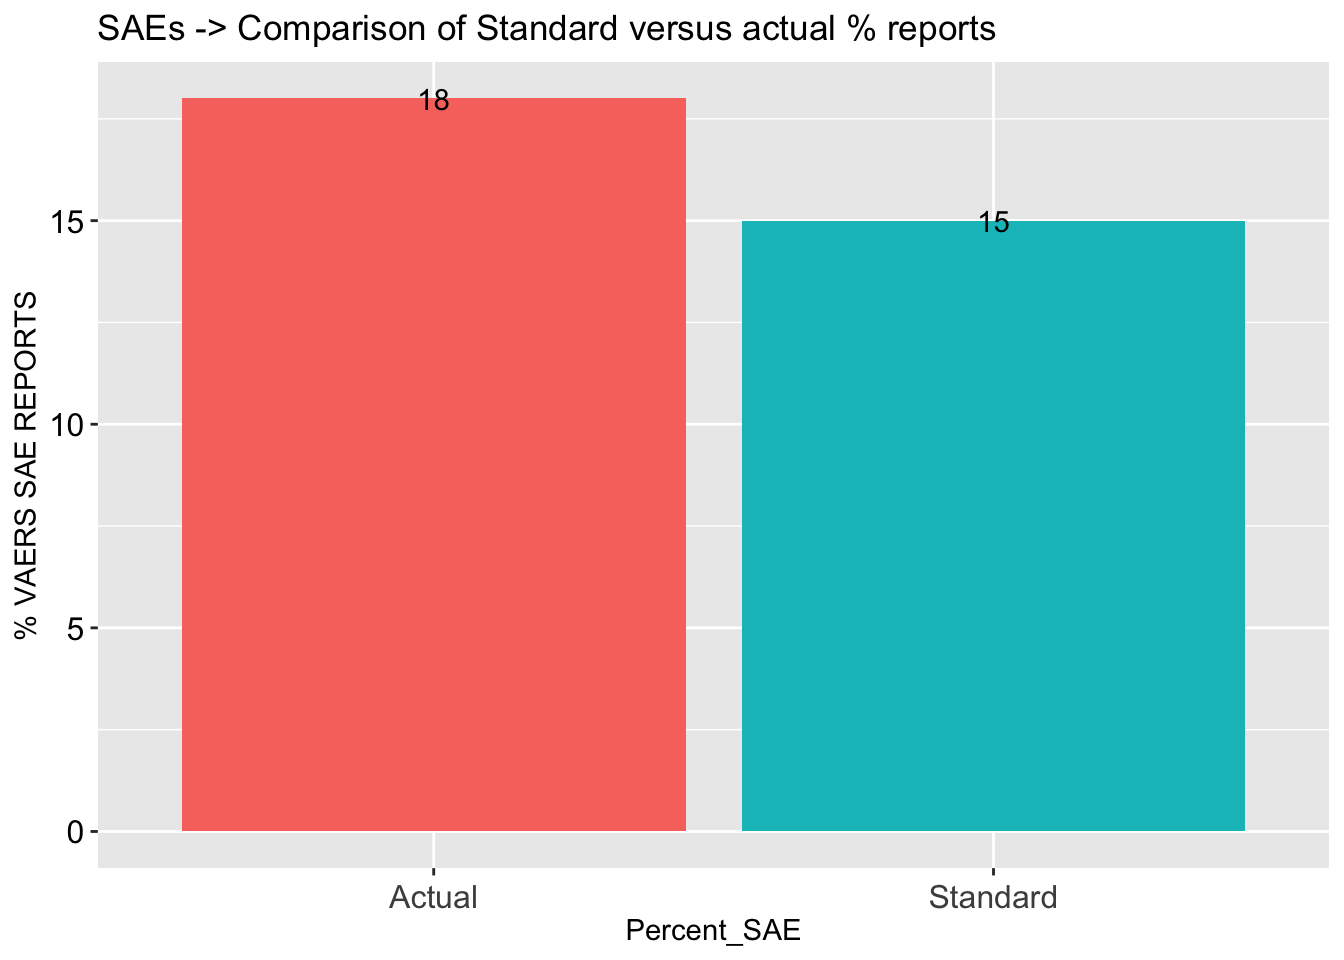 SAEs -> Comparison of Standard versus actual % reports
18
15
15
10
5
0
% VAERS SAE REPORTS
Actual
Standard
Percent_SAE